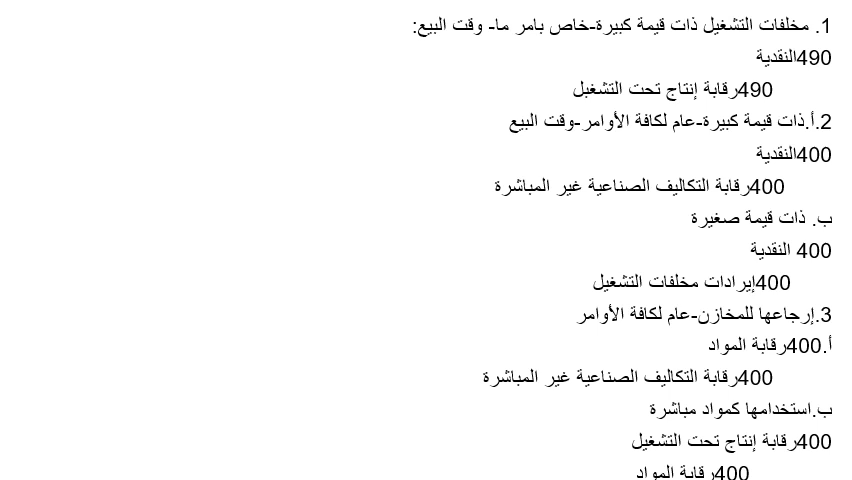 1. مخلفات التشغيل ذات قيمة كبيرة-خاص بامر ما- وقت البيع:
490النقدية
490رقابة إنتاج تحت التشغبل
2.أ.ذات قيمة كبيرة-عام لكافة الأوامر-وقت البيع
400النقدية
400رقابة التكاليف الصناعية غير المباشرة
ب. ذات قيمة صغيرة
400 النقدية
400إيرادات مخلفات التشغيل
3.إرجاعها للمخازن-عام لكافة الأوامر
أ.400رقابة المواد
400رقابة التكاليف الصناعية غير المباشرة
ب.استخدامها كمواد مباشرة
400رقابة إنتاج تحت التشغيل
400رقابة المواد